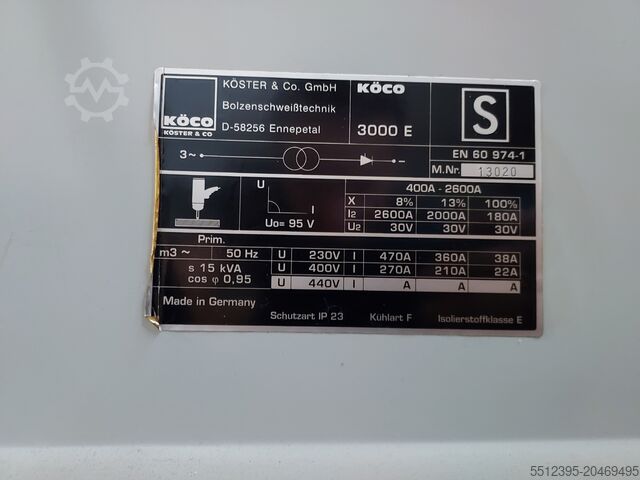 KÖCO
KÖSTER & CO
KÖSTER & Co. GmbH
Bolzenschweißtechnik
D-58256 Ennepetal
KÖCO
3000 E
S
3~
–
EN 60 974-1
M.Nr. 13020
U
I
Uo= 95 V
400A - 2600A
X 8% 13% 100%
I2 2600A 2000A 180A
U2 30V 30V 30V
Prim.
m3 ~ 50 Hz U 230V I 470A 360A 38A
s 15 kVA U 400V I 270A 210A 22A
cos φ 0,95 U 440V I A A A
Made in Germany
Schutzart IP 23 Kühlart F Isolierstoffklasse E
5512395-20469495